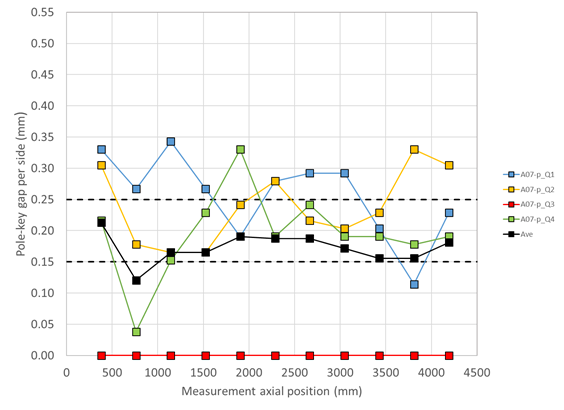 0.55
0.50
0.45
0.40
0.35
0.30
0.25
0.20
0.15
0.10
0.05
0.00
Pole-key gap per side (mm)
0 500 1000 1500 2000 2500 3000 3500 4000 4500
Measurement axial position (mm)
A07-p_Q1
A07-p_Q2
A07-p_Q3
A07-p_Q4
Ave